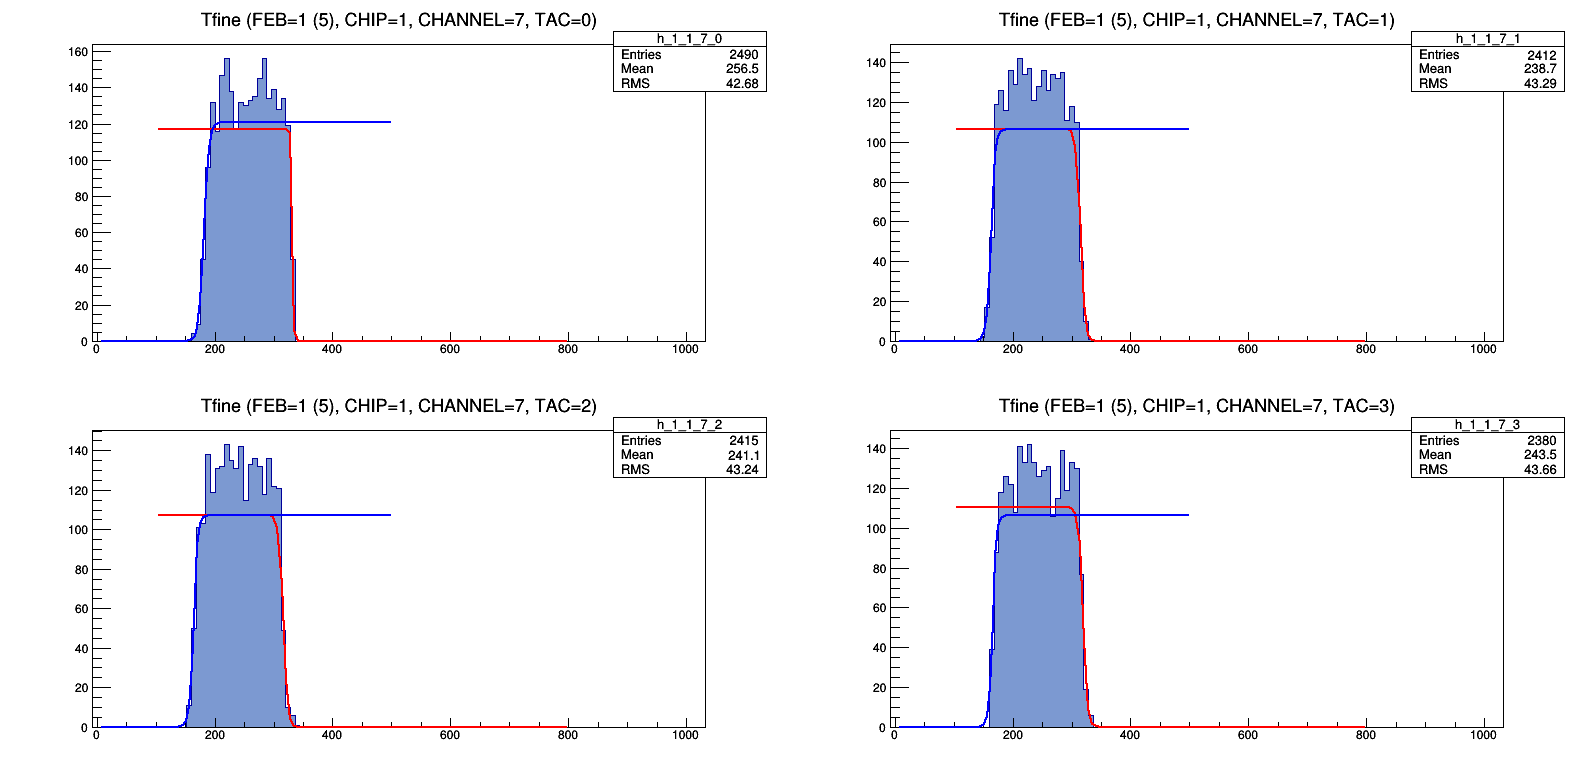 Tfine (FEB=1 (5), CHIP=1, CHANNEL=7, TAC=0)
h_1_1_7_0
Entries 2490
Mean 256.5
RMS 42.68
160
140
120
100
80
60
40
20
0
0 200 400 600 800 1000
Tfine (FEB=1 (5), CHIP=1, CHANNEL=7, TAC=1)
h_1_1_7_1
Entries 2412
Mean 238.7
RMS 43.29
140
120
100
80
60
40
20
0
0 200 400 600 800 1000
Tfine (FEB=1 (5), CHIP=1, CHANNEL=7, TAC=2)
h_1_1_7_2
Entries 2415
Mean 241.1
RMS 43.24
140
120
100
80
60
40
20
0
0 200 400 600 800 1000
Tfine (FEB=1 (5), CHIP=1, CHANNEL=7, TAC=3)
h_1_1_7_3
Entries 2380
Mean 243.5
RMS 43.66
140
120
100
80
60
40
20
0
0 200 400 600 800 1000